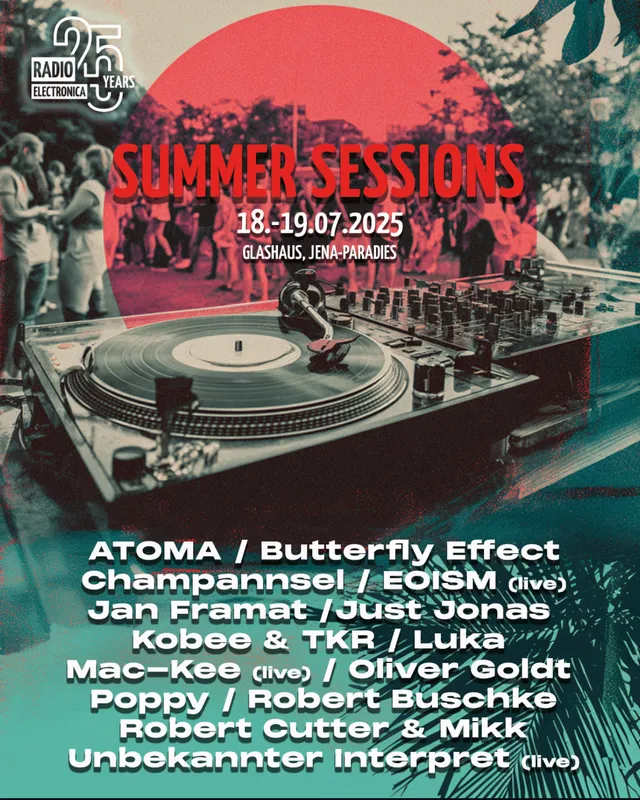 25
RADIO
YEARS
ELECTRONICA
SUMMER SESSIONS
18.-19.07.2025
GLASHAUS, JENA-PARADIES
ATOMA / Butterfly Effect
Champannsel / EOISM (live)
Jan Framat /Just Jonas
Kobee & TKR / Luka
Mac-Kee (live) / Oliver Goldt
Poppy / Robert Buschke
Robert Cutter & Mikk
Unbekannter Interpret (live)